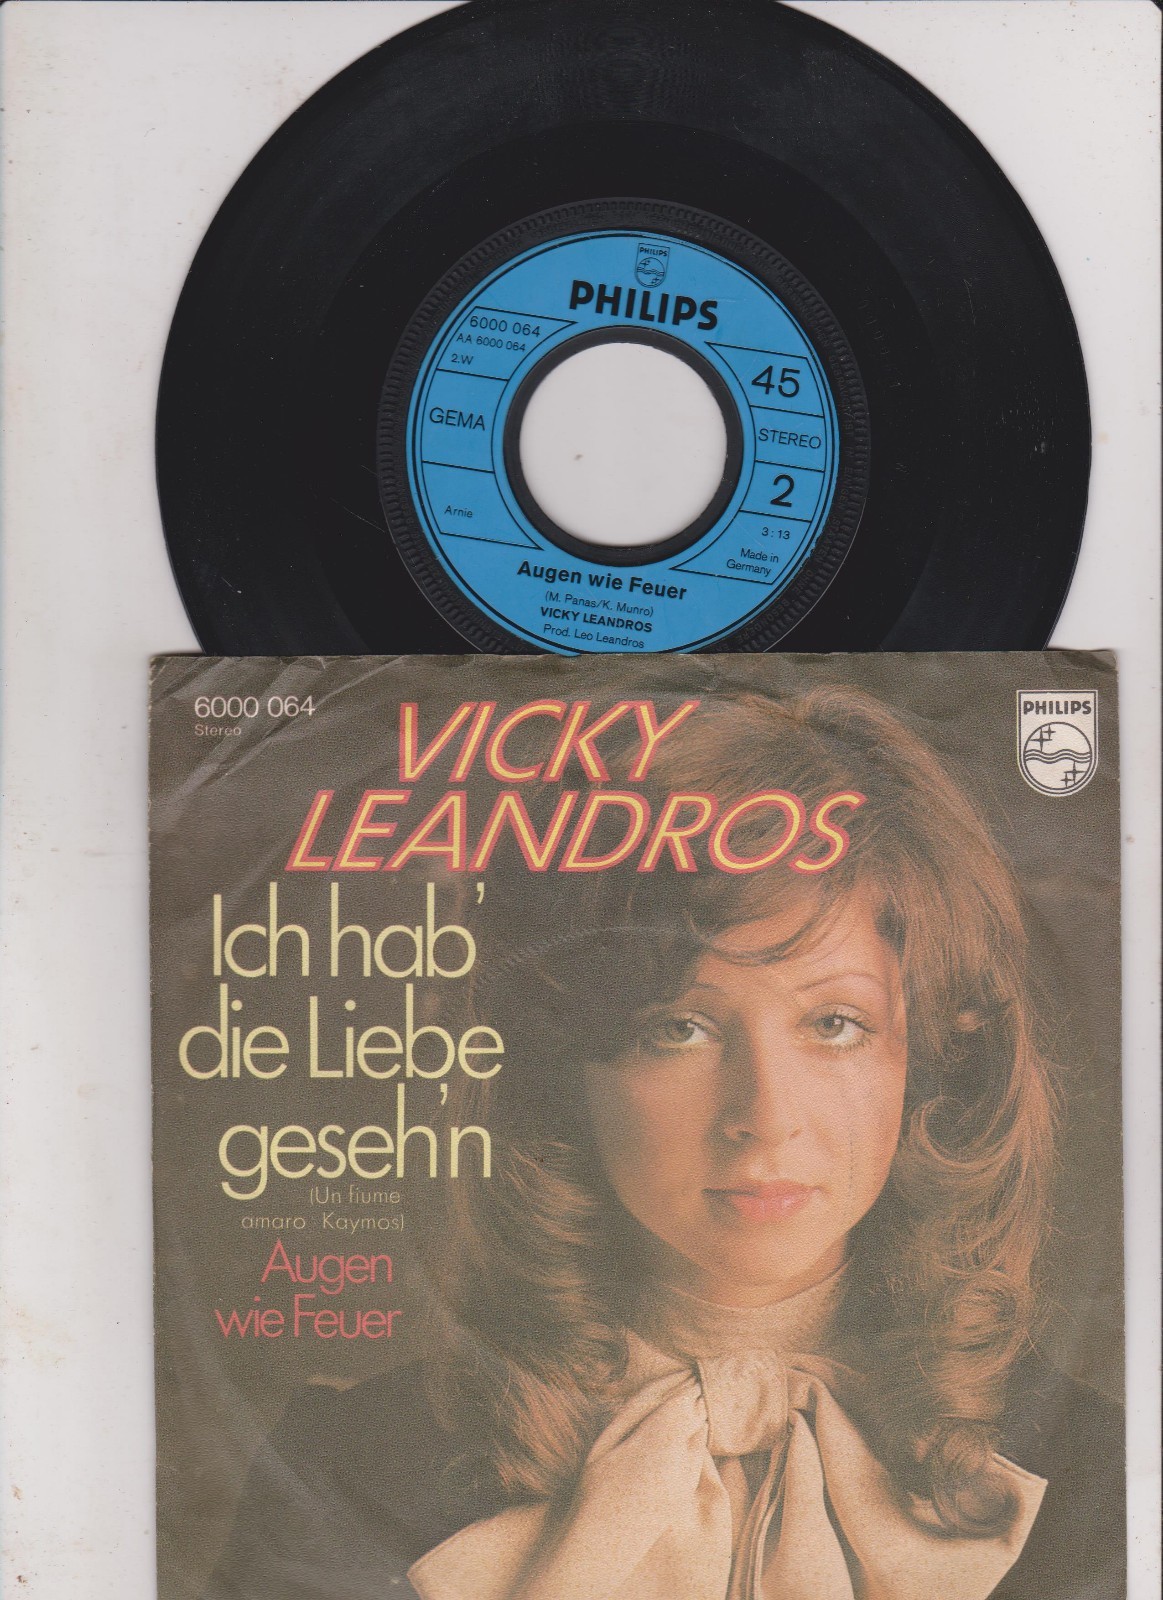 PHILIPS
PHILIPS
6000 064
AA 6000 064
2.W
GEMA
Arnie
45
STEREO
2
3:13
Made in
Germany
Augen wie Feuer
(M. Panas/K. Munro)
VICKY LEANDROS
Prod. Leo Leandros
6000 064
Stereo
PHILIPS
VICKY
LEANDROS
Ich hab'
die Liebe
geseh'n
(Un fiume
amaro Kaymos)
Augen
wie Feuer